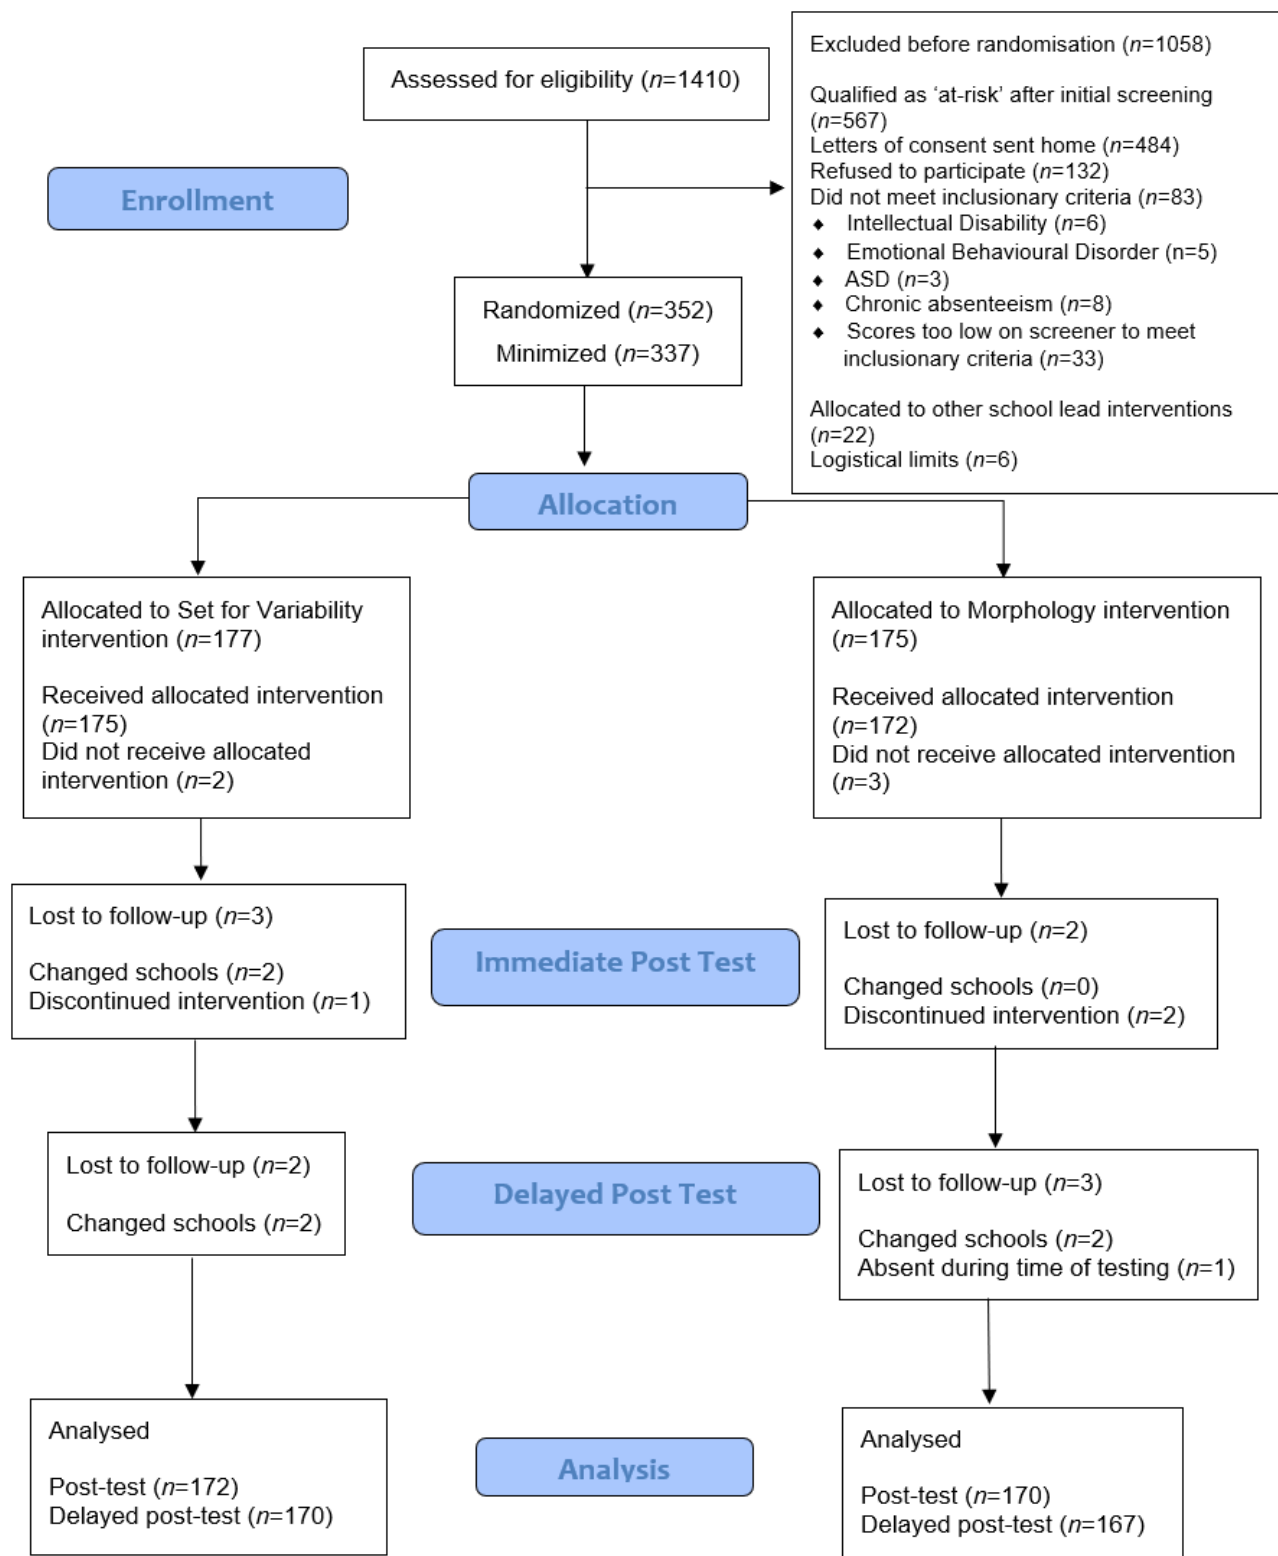 Assessed for eligibility (n=1410)
Excluded before randomisation (n=1058)
Qualified as ‘at-risk’ after initial screening
(n=567)
Letters of consent sent home (n=484)
Refused to participate (n=132)
Did not meet inclusionary criteria (n=83)
◆ Intellectual Disability (n=6)
◆ Emotional Behavioural Disorder (n=5)
◆ ASD (n=3)
◆ Chronic absenteeism (n=8)
◆ Scores too low on screener to meet
inclusionary criteria (n=33)
Allocated to other school lead interventions
(n=22)
Logistical limits (n=6)
Enrollment
Randomized (n=352)
Minimized (n=337)
Allocation
Allocated to Set for Variability
intervention (n=177)
Received allocated intervention
(n=175)
Did not receive allocated
intervention (n=2)
Allocated to Morphology intervention
(n=175)
Received allocated intervention
(n=172)
Did not receive allocated intervention
(n=3)
Lost to follow-up (n=3)
Changed schools (n=2)
Discontinued intervention (n=1)
Immediate Post Test
Lost to follow-up (n=2)
Changed schools (n=0)
Discontinued intervention (n=2)
Lost to follow-up (n=2)
Changed schools (n=2)
Delayed Post Test
Lost to follow-up (n=3)
Changed schools (n=2)
Absent during time of testing (n=1)
Analysed
Post-test (n=172)
Delayed post-test (n=170)
Analysis
Analysed
Post-test (n=170)
Delayed post-test (n=167)